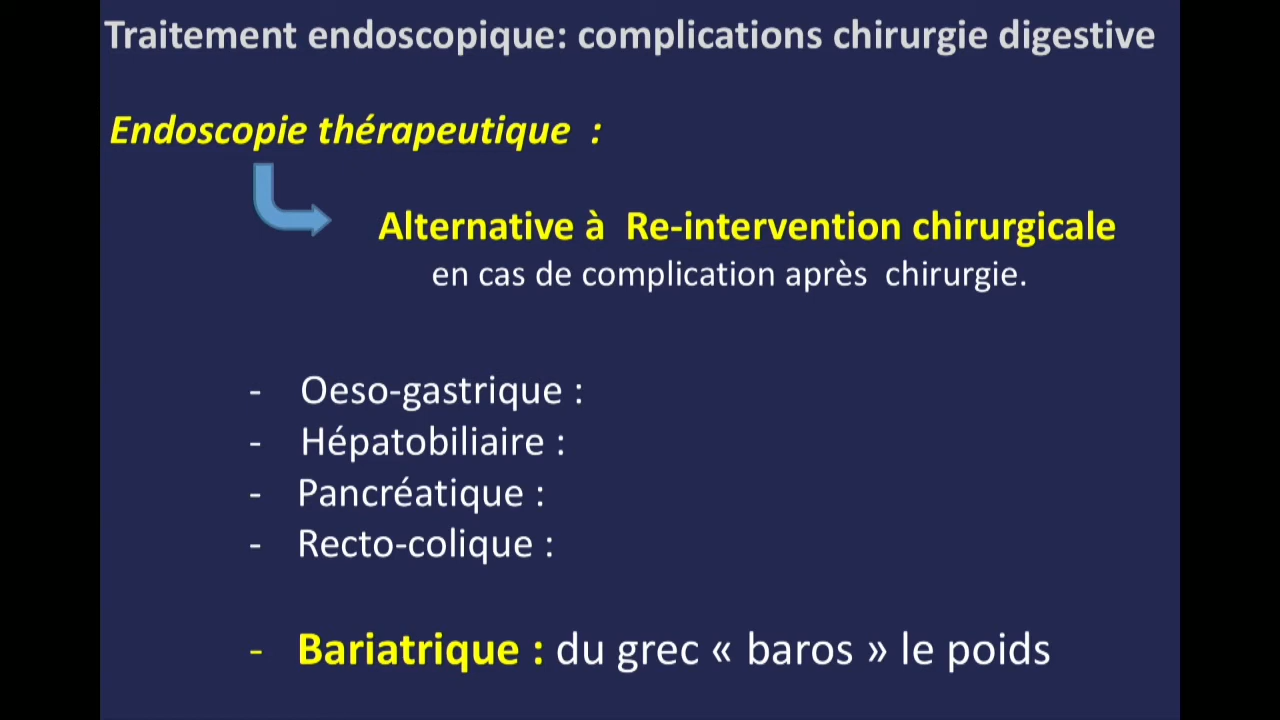 Traitement endoscopique: complications chirurgie digestive
Endoscopie thérapeutique :
Alternative à Re-intervention chirurgicale
en cas de complication après chirurgie.
- Oeso-gastrique :
- Hépatobiliaire :
- Pancréatique :
- Recto-colique :
- Bariatrique : du grec « baros » le poids